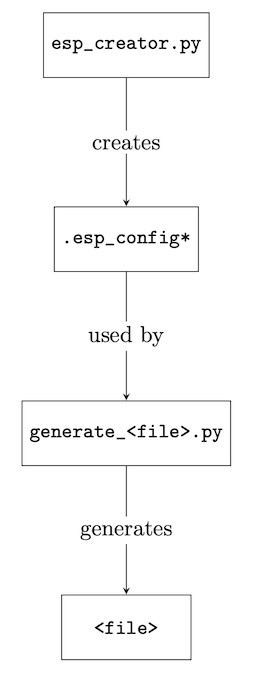 esp_creator.py
creates
.esp_config*
used by
generate_<file>.py
generates
<file>